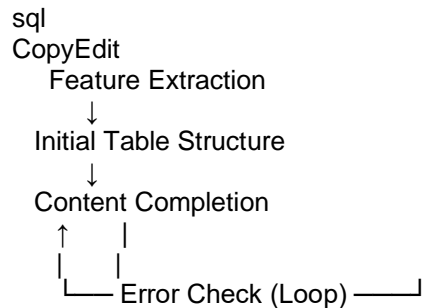 sql
CopyEdit
Feature Extraction
↓
Initial Table Structure
↓
Content Completion
↑ |
| |
└── Error Check (Loop) ───┘